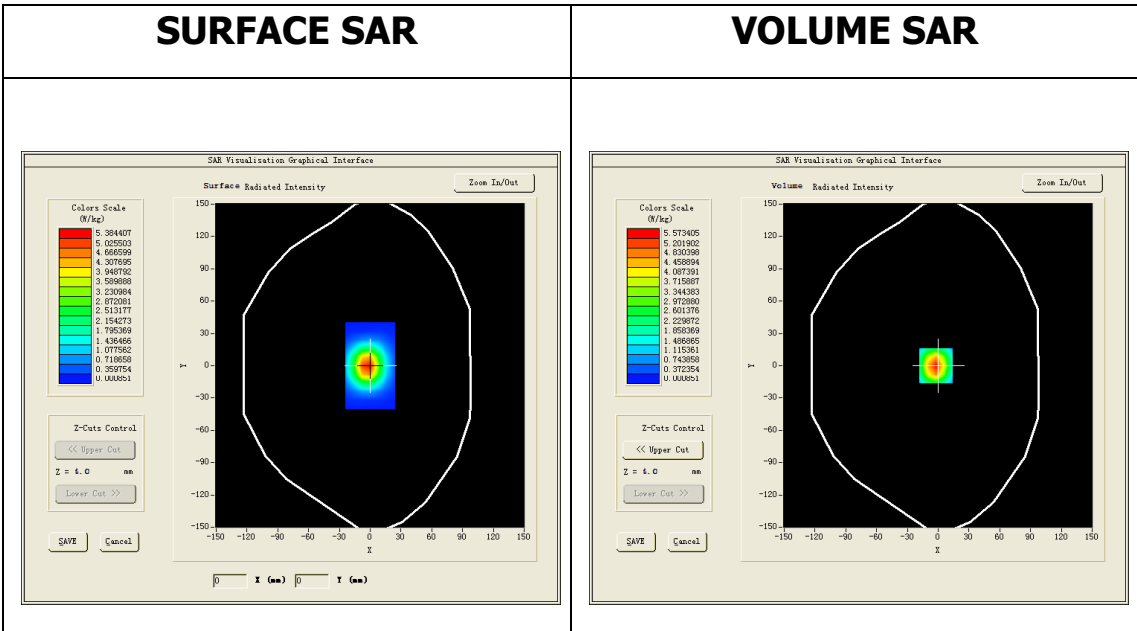 SURFACE SAR
VOLUME SAR
SAR Visualisation Graphical Interface
Surface Radiated Intensity
Zoom In/Out
Colors Scale
(W/kg)
5.384407
5.025503
4.666599
4.307695
3.948792
3.589888
3.230984
2.872081
2.513177
2.154273
1.795369
1.436466
1.077562
0.718658
0.359754
0.000851
Z-Cuts Control
<< Upper Cut
Z = 4.0 mm
Lower Cut >>
SAVE
Cancel
150
120
90
60
30
0
-30
-60
-90
-120
-150
Y
-150 -120 -90 -60 -30 0 30 60 90 120 150
X
0 X (mm) 0 Y (mm)
SAR Visualisation Graphical Interface
Volume Radiated Intensity
Zoom In/Out
Colors Scale
(W/kg)
5.573405
5.201902
4.830398
4.458894
4.087391
3.715887
3.344383
2.972880
2.601376
2.229872
1.858369
1.486865
1.115361
0.743858
0.372354
0.000851
Z-Cuts Control
<< Upper Cut
Z = 4.0 mm
Lower Cut >>
SAVE
Cancel
150
120
90
60
30
0
-30
-60
-90
-120
-150
Y
-150 -120 -90 -60 -30 0 30 60 90 120 150
X